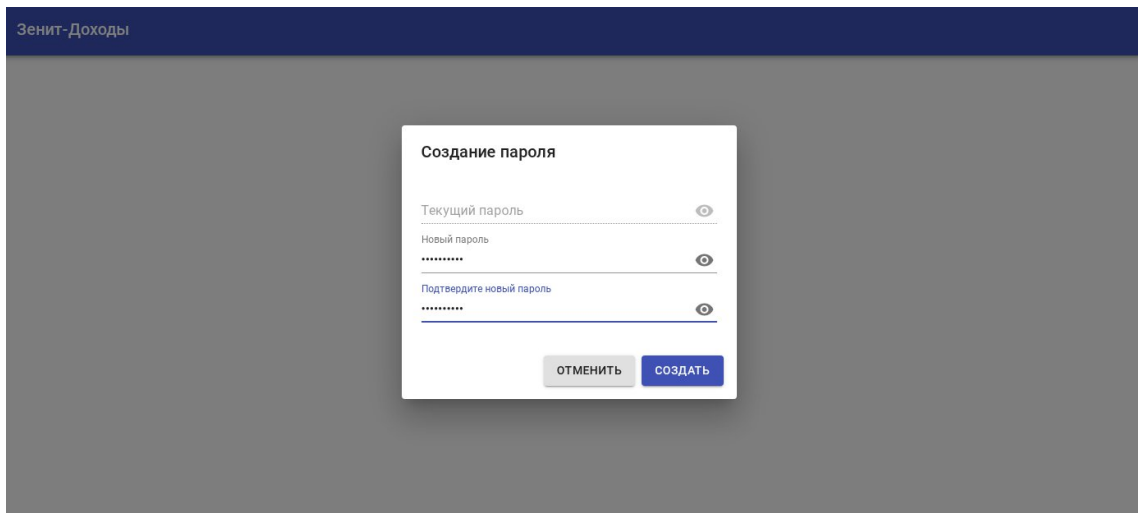 Зенит-Доходы
Создание пароля
Текущий пароль
Новый пароль
••••••••••
Подтвердите новый пароль
••••••••••
ОТМЕНИТЬ СОЗДАТЬ